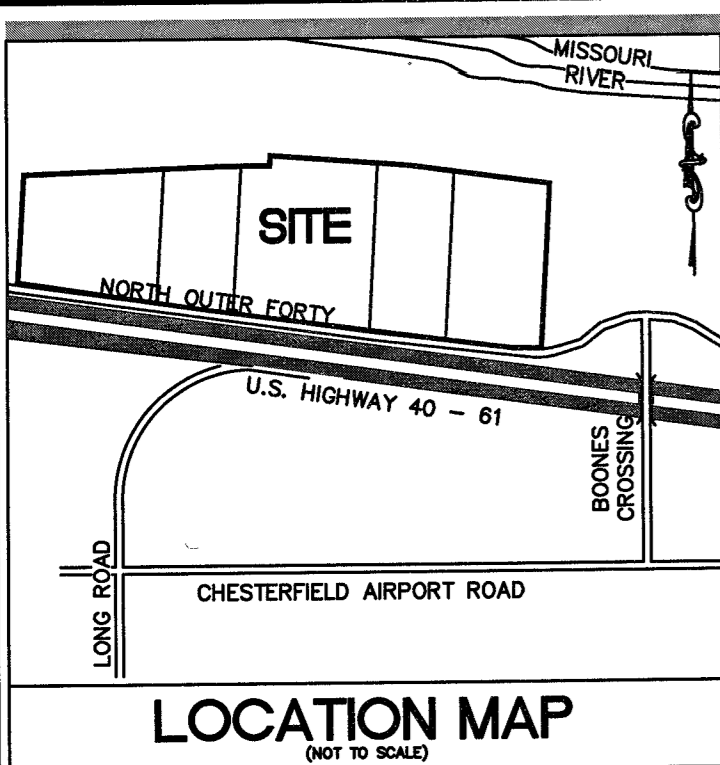 MISSOURI
RIVER
SITE
NORTH OUTER FORTY
U.S. HIGHWAY 40 - 61
BOONES
CROSSING
LONG ROAD
CHESTERFIELD AIRPORT ROAD
LOCATION MAP
(NOT TO SCALE)